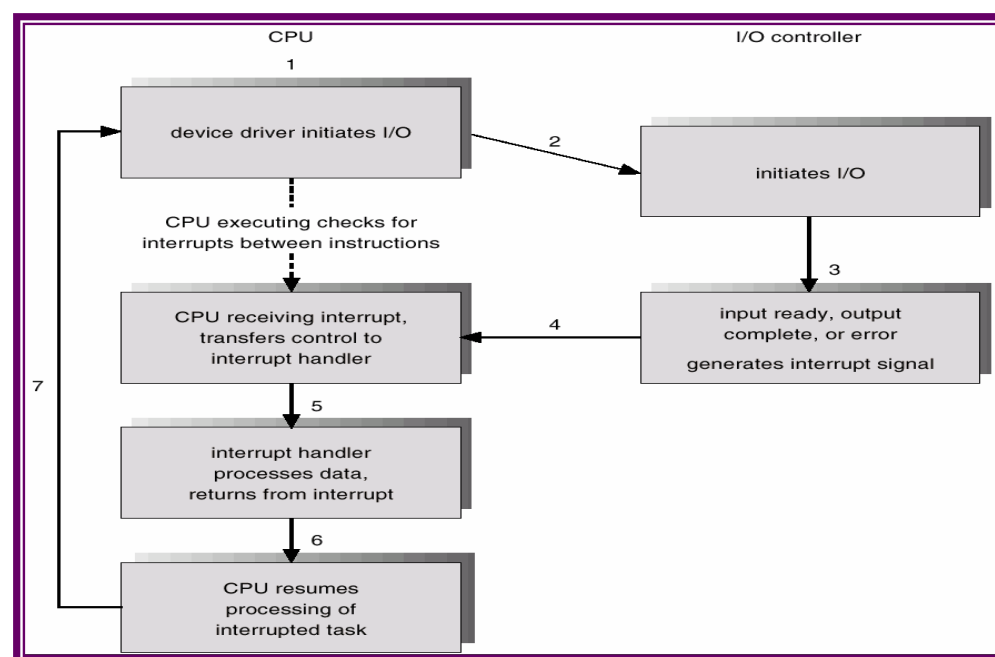 CPU
I/O controller
1
device driver initiates I/O
2
initiates I/O
CPU executing checks for
interrupts between instructions
3
CPU receiving interrupt,
transfers control to
interrupt handler
4
input ready, output
complete, or error
generates interrupt signal
7
5
interrupt handler
processes data,
returns from interrupt
6
CPU resumes
processing of
interrupted task